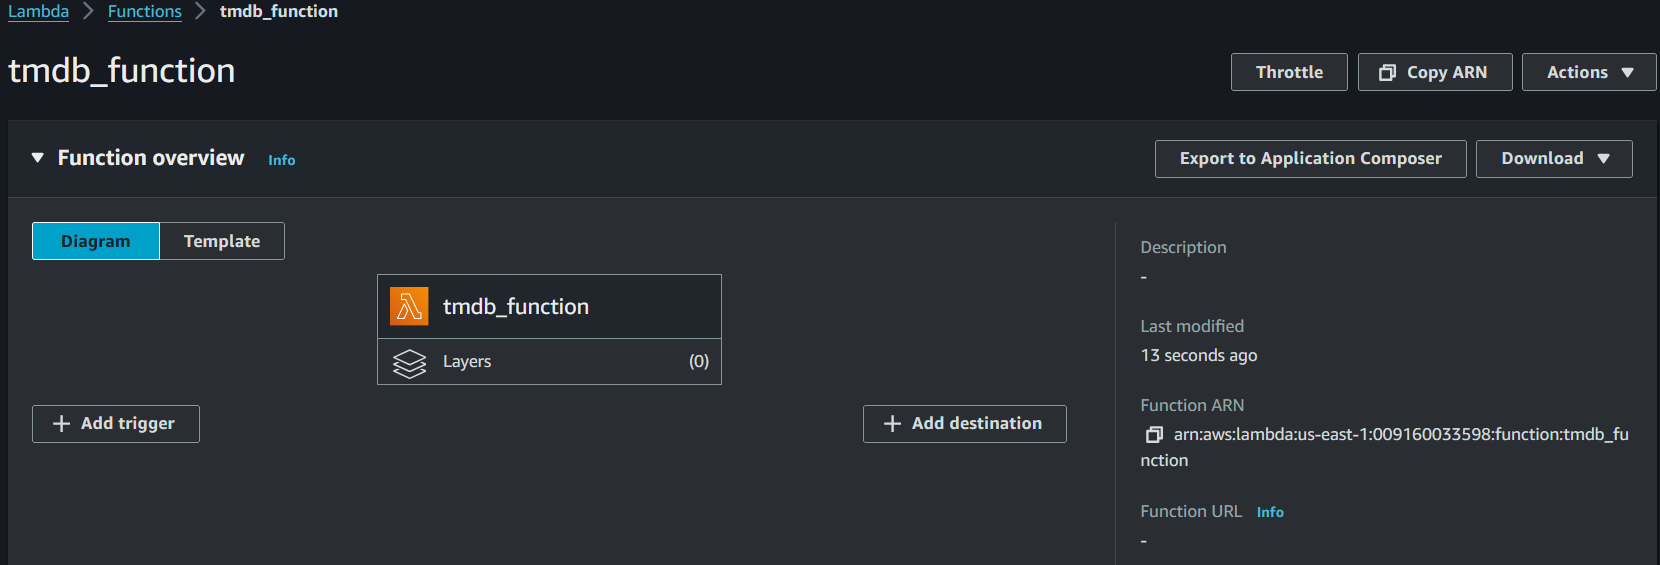 Lambda > Functions > tmdb_function
tmdb_function
Throttle Copy ARN Actions
Function overview Info
Export to Application Composer Download
Diagram Template
tmdb_function
Layers (0)
Add trigger
Add destination
Description
-
Last modified
13 seconds ago
Function ARN
arn:aws:lambda:us-east-1:009160033598:function:tmdb_fu
nction
Function URL Info
-